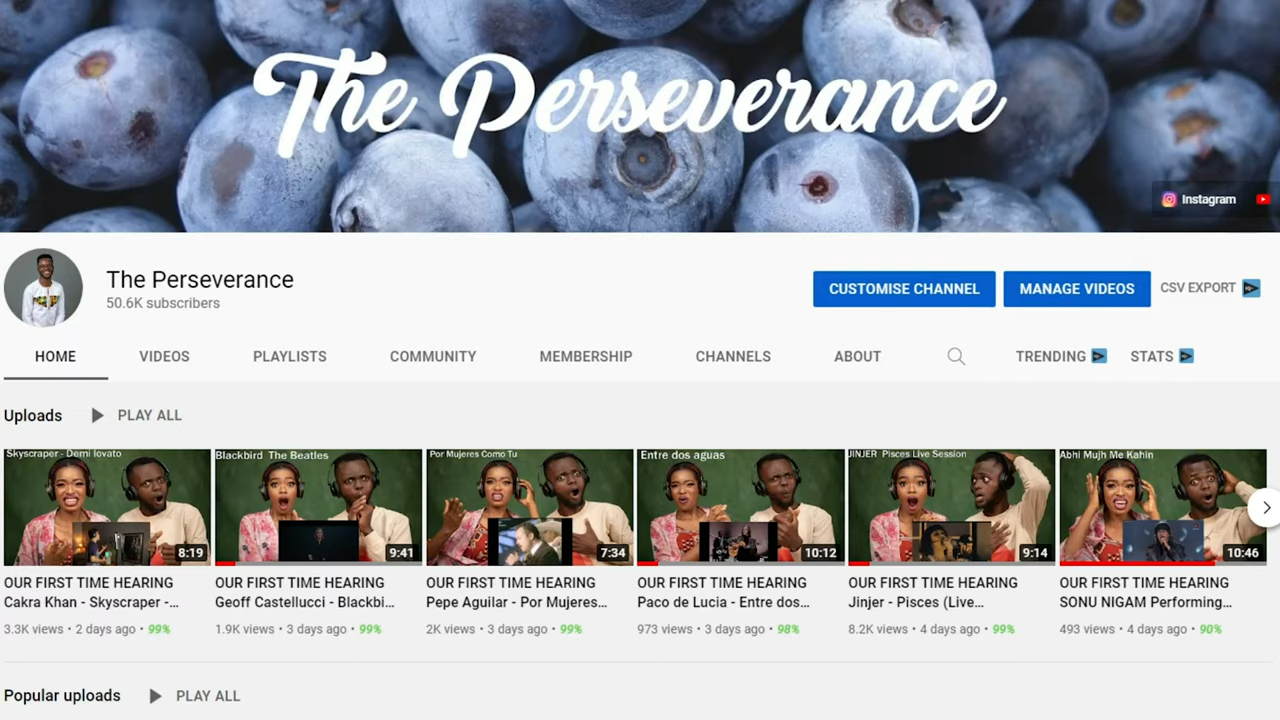 The Perseverance
Instagram
The Perseverance
50.6K subscribers
CUSTOMISE CHANNEL
MANAGE VIDEOS
CSV EXPORT
HOME
VIDEOS
PLAYLISTS
COMMUNITY
MEMBERSHIP
CHANNELS
ABOUT
TRENDING
STATS
Uploads
PLAY ALL
Skyscraper - Demi lovato
8:19
OUR FIRST TIME HEARING
Cakra Khan - Skyscraper -...
3.3K views • 2 days ago • 99%
Blackbird The Beatles
9:41
OUR FIRST TIME HEARING
Geoff Castellucci - Blackbi...
1.9K views • 3 days ago • 99%
Por Mujeres Como Tu
7:34
OUR FIRST TIME HEARING
Pepe Aguilar - Por Mujeres...
2K views • 3 days ago • 99%
Entre dos aguas
10:12
OUR FIRST TIME HEARING
Paco de Lucia - Entre dos...
973 views • 3 days ago • 98%
JINJER Pisces Live Session
9:14
OUR FIRST TIME HEARING
Jinjer - Pisces (Live...
8.2K views • 4 days ago • 99%
Abhi Mujh Me Kahin
10:46
OUR FIRST TIME HEARING
SONU NIGAM Performing...
493 views • 4 days ago • 90%
Popular uploads
PLAY ALL